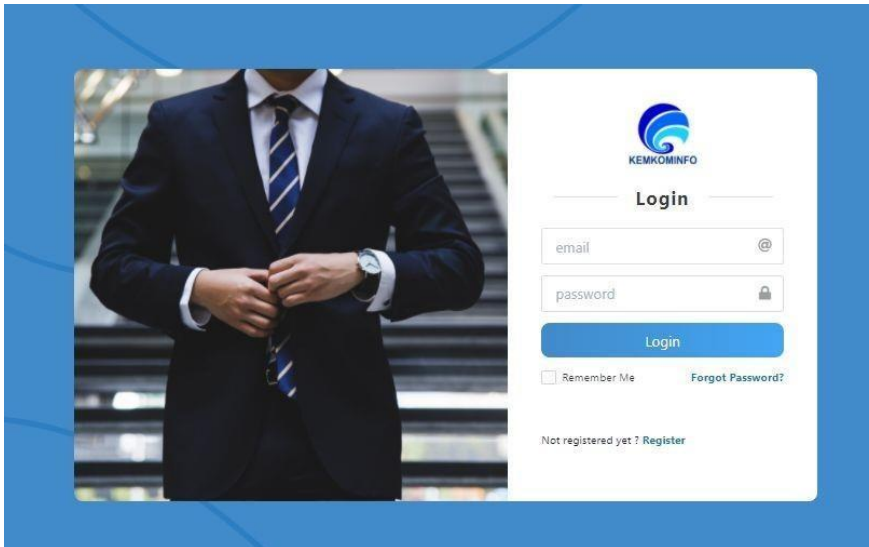 KEMKOMINFO
Login
email @
password
Login
Remember Me Forgot Password?
Not registered yet ? Register